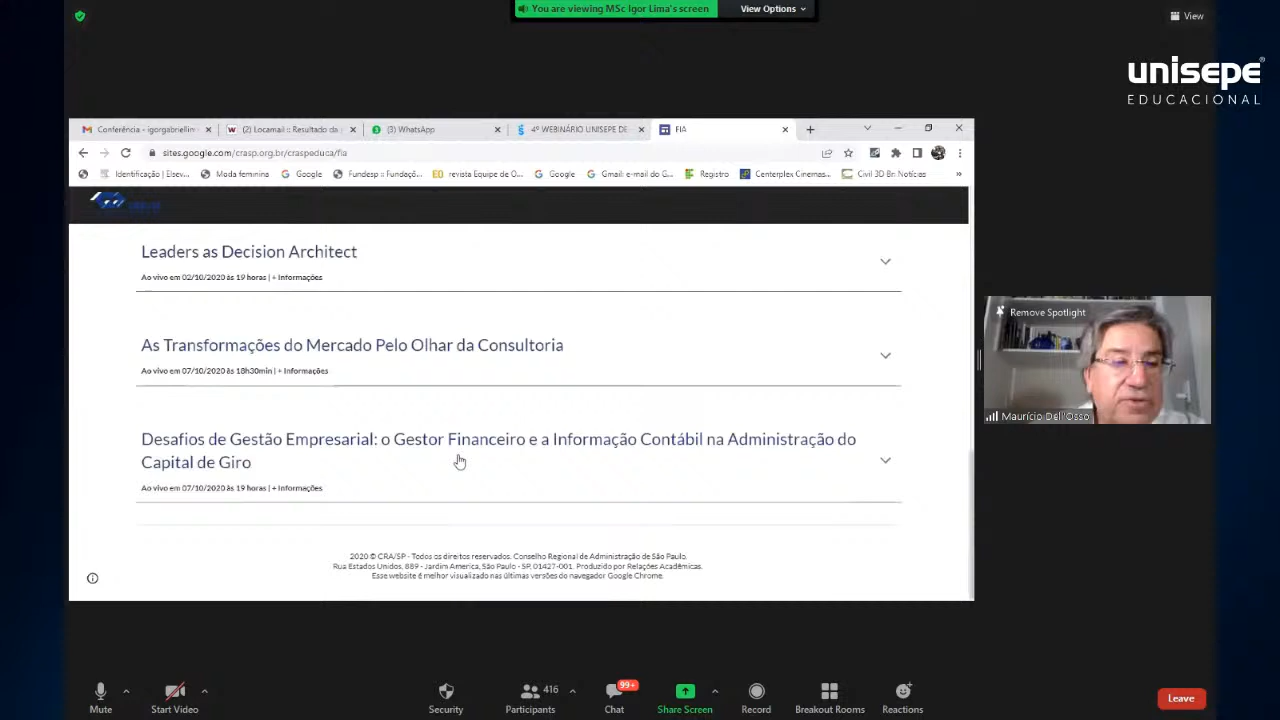 You are viewing MSc Igor Lima's screen
View Options
View
unisepe
EDUCACIONAL
Conferência - igorgabriellim
(2) Locamail :: Resultado da
(3) WhatsApp
4º WEBINÁRIO UNISEPE DE
FIA
sites.google.com/crasp.org.br/craspeduca/fia
Identificação | Elsev...
Moda femnina
Google
Fundesp :: Fundaçõ...
EQ revista Equipe de O...
Google
Gmail: e-mail do G...
Registro
Centerplex Cinemas...
Civil 3D Br: Notícias
»
Leaders as Decision Architect
Ao vivo em 02/10/2020 às 19 horas | + Informações
As Transformações do Mercado Pelo Olhar da Consultoria
Ao vivo em 07/10/2020 às 18h30min | + Informações
Desafios de Gestão Empresarial: o Gestor Financeiro e a Informação Contábil na Administração do
Capital de Giro
Ao vivo em 07/10/2020 às 19 horas | + Informações
2020 © CRA/SP - Todos os direitos reservados. Conselho Regional de Administração de São Paulo.
Rua Estados Unidos, 889 - Jardim America, São Paulo - SP, 01427-001. Produzido por Relações Acadêmicas.
Esse website é melhor visualizado nas últimas versões do navegador Google Chrome.
Remove Spotlight
Maurício Dell'Osso
Mute
Start Video
Security
416
Participants
99+
Chat
Share Screen
Record
Breakout Rooms
Reactions
Leave